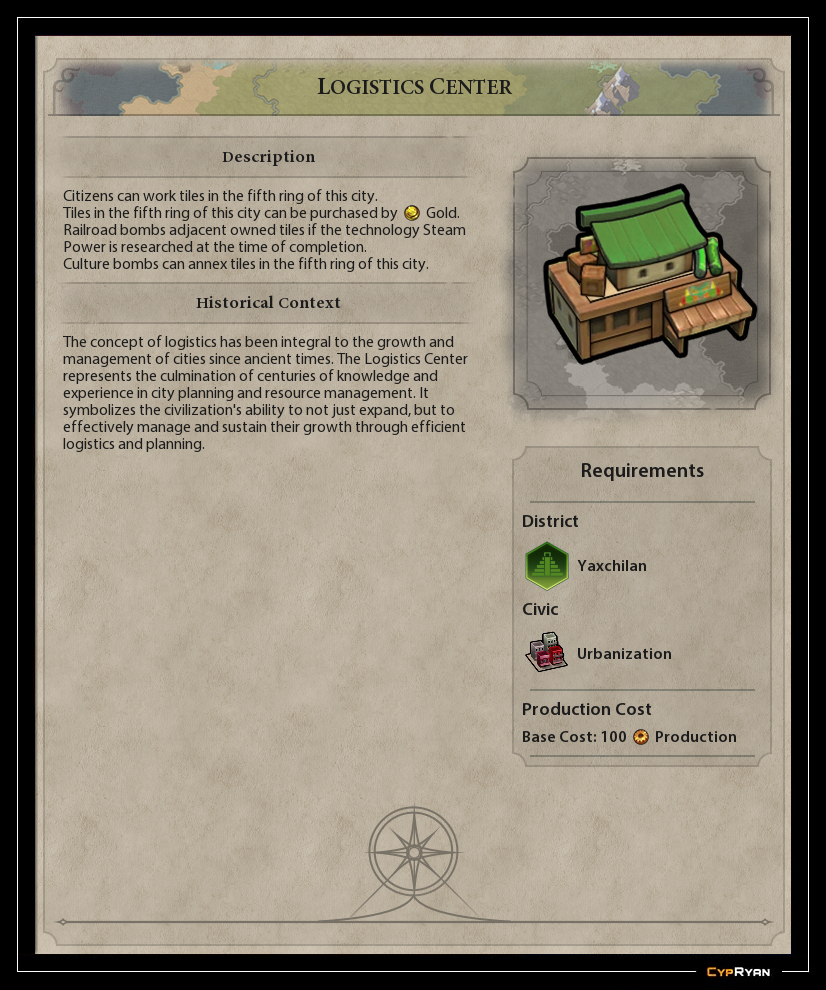 LOGISTICS CENTER
Description
Citizens can work tiles in the fifth ring of this city.
Tiles in the fifth ring of this city can be purchased by Gold.
Railroad bombs adjacent owned tiles if the technology Steam
Power is researched at the time of completion.
Culture bombs can annex tiles in the fifth ring of this city.
Historical Context
The concept of logistics has been integral to the growth and
management of cities since ancient times. The Logistics Center
represents the culmination of centuries of knowledge and
experience in city planning and resource management. It
symbolizes the civilization's ability to not just expand, but to
effectively manage and sustain their growth through efficient
logistics and planning.
Requirements
District
Yaxchilan
Civic
Urbanization
Production Cost
Base Cost: 100 Production
CYPRYAN